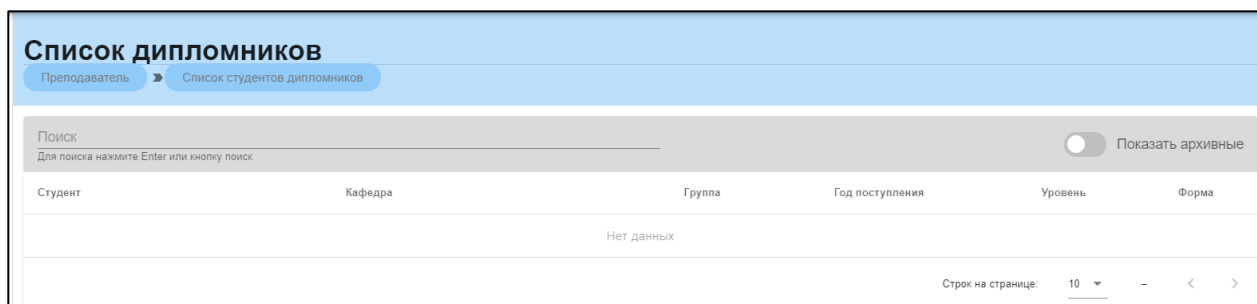 Список дипломников
Преподаватель Список студентов дипломников
Поиск
Для поиска нажмите Enter или кнопку поиск
Показать архивные
Студент Кафедра Группа Год поступления Уровень Форма
Нет данных
Строк на странице: 10 –